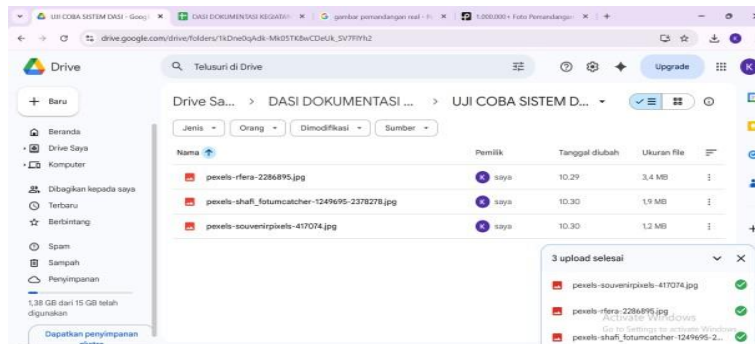 UJI COBA SISTEM DASI - Googl
DASI DOKUMENTASI KEGIATAN
gambar pemandangan real - Pe
1.000.000+ Foto Pemandangan
drive.google.com/drive/folders/
Drive
Telusuri di Drive
Upgrade
K
Baru
Drive Sa... > DASI DOKUMENTASI ... > UJI COBA SISTEM D...
Jenis
Orang
Dimodifikasi
Sumber
Beranda
Drive Saya
Komputer
Dibagikan kepada saya
Terbaru
Berbintang
Spam
Sampah
Penyimpanan
1,38 GB dari 15 GB telah
digunakan
Dapatkan penyimpanan
Nama Pemilik Tanggal diubah Ukuran file
pexels-rfera-2286895.jpg K saya 10.29 3,4 MB
pexels-shafi_fotumcatcher-1249695-2378278.jpg K saya 10.30 1,9 MB
pexels-souvenirpixels-417074.jpg K saya 10.30 1,2 MB
3 upload selesai
pexels-souvenirpixels-417074.jpg
pexels-rfera-2286895.jpg
pexels-shafi_fotumcatcher-1249695-2...
Activate Windows
Go to Settings to activate Windows.